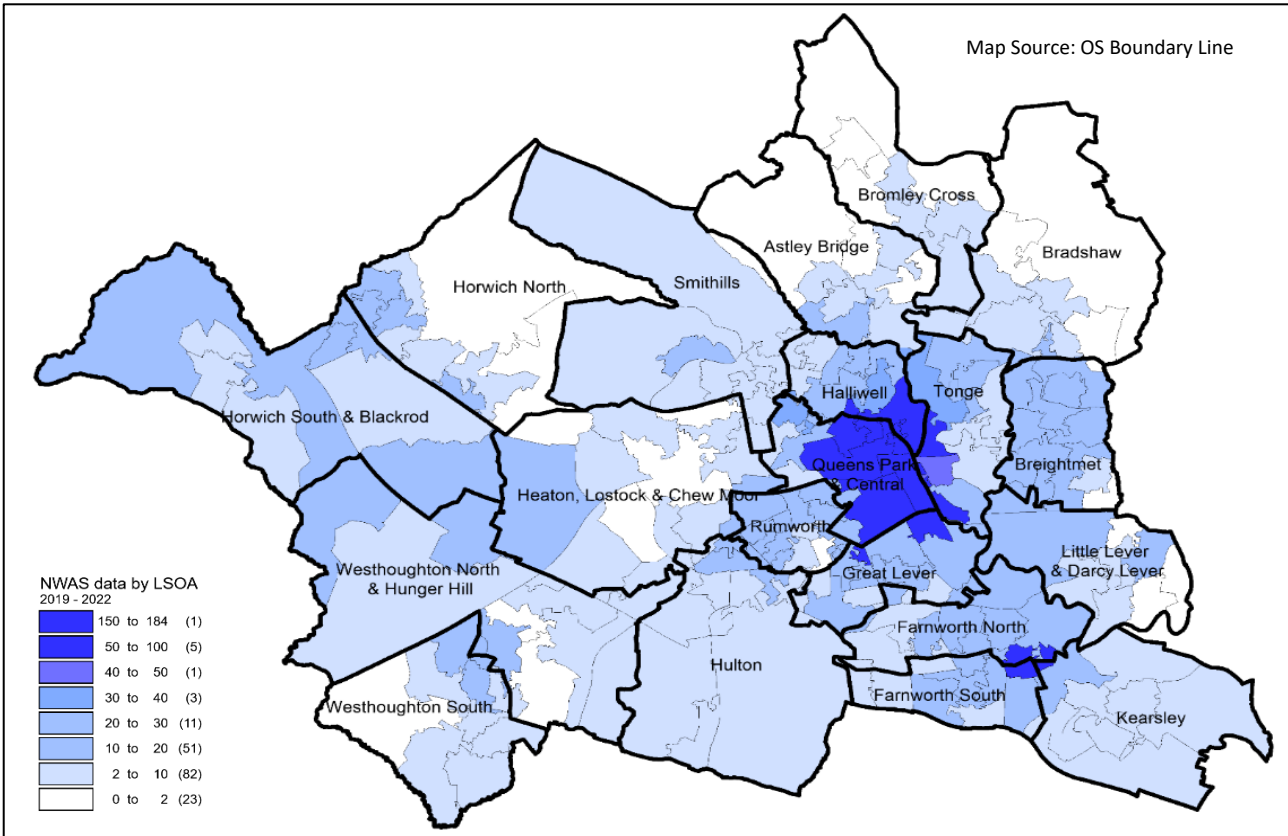 Map Source: OS Boundary Line
Bromley Cross
Astley Bridge
Bradshaw
Smithills
Horwich North
Halliwell
Tonge
Horwich South & Blackrod
Queens Park
& Central
Breightmet
Heaton, Lostock & Chew Moor
Rumworth
Little Lever
& Darcy Lever
Westhoughton North
& Hunger Hill
Great Lever
Farnworth North
Hulton
Farnworth South
Westhoughton South
Kearsley
NWAS data by LSOA
2019 - 2022
150 to 184 (1)
50 to 100 (5)
40 to 50 (1)
30 to 40 (3)
20 to 30 (11)
10 to 20 (51)
2 to 10 (82)
0 to 2 (23)